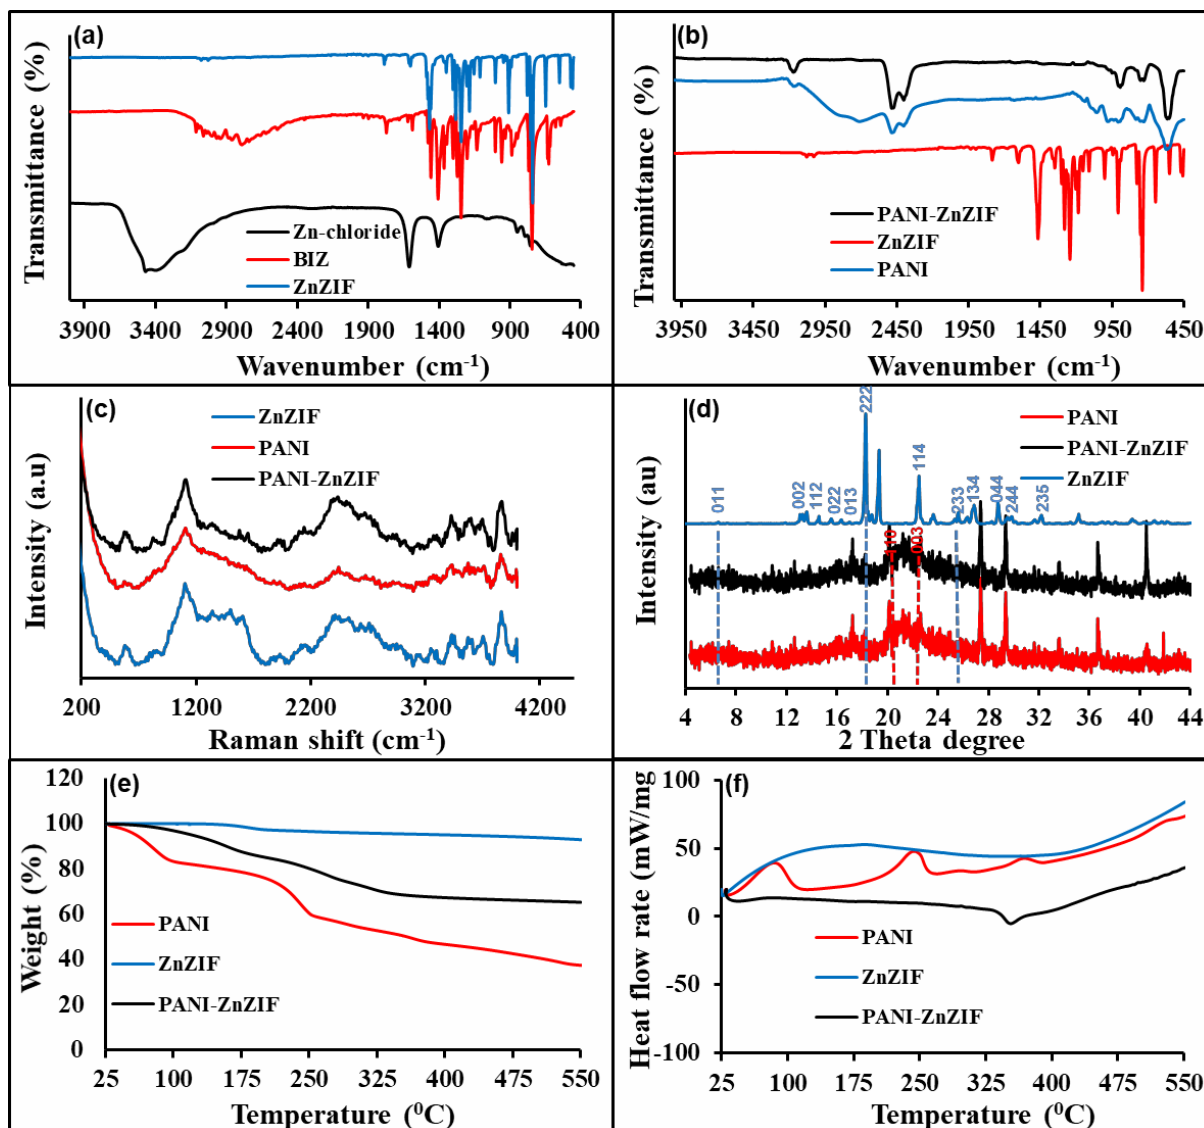 (a)
Transmittance (%)
Zn-chloride
BIZ
ZnZIF
3900 3400 2900 2400 1900 1400 900 400
Wavenumber (cm-1)
(b)
Transmittance (%)
PANI-ZnZIF
ZnZIF
PANI
3950 3450 2950 2450 1950 1450 950 450
Wavenumber (cm-1)
(c)
Intensity (a.u)
ZnZIF
PANI
PANI-ZnZIF
200 1200 2200 3200 4200
Raman shift (cm-1)
(d)
Intensity (au)
PANI
PANI-ZnZIF
ZnZIF
011
002
112
022
013
222
114
233
134
044
244
235
110
003
4 8 12 16 20 24 28 32 36 40 44
2 Theta degree
(e)
Weight (%)
120
100
80
60
40
20
0
PANI
ZnZIF
PANI-ZnZIF
25 100 175 250 325 400 475 550
Temperature (0C)
(f)
Heat flow rate (mW/mg)
100
50
0
-50
-100
PANI
ZnZIF
PANI-ZnZIF
25 100 175 250 325 400 475 550
Temperature (0C)